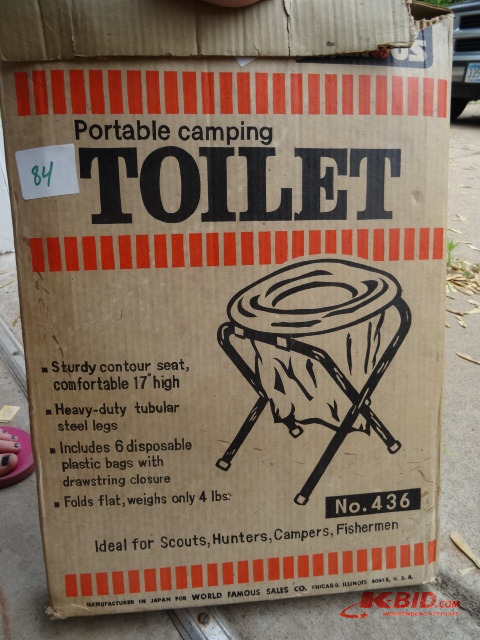 Portable camping
84
TOILET
Sturdy contour seat,
comfortable 17" high
Heavy-duty tubular
steel legs
Includes 6 disposable
plastic bags with
drawstring closure
Folds flat, weighs only 4 lbs.
No. 436
Ideal for Scouts, Hunters, Campers, Fishermen
MANUFACTURED IN JAPAN FOR WORLD FAMOUS SALES CO. CHICAGO, ILLINOIS 60618, U.S.A.
K-BID.COM